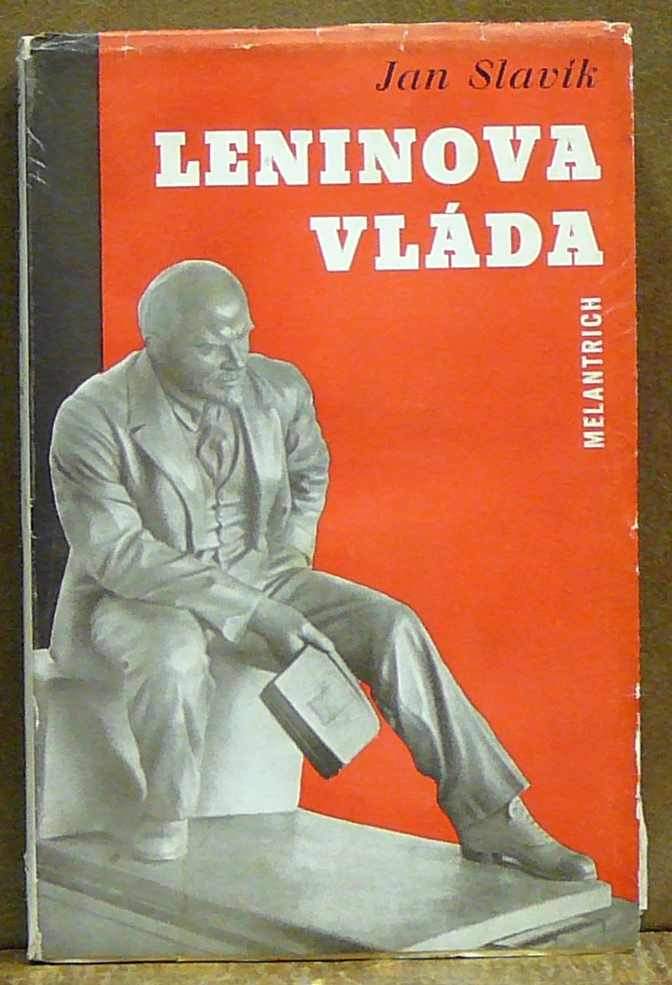 Jan Slavík
LENINOVA
VLÁDA
MELANTRICH